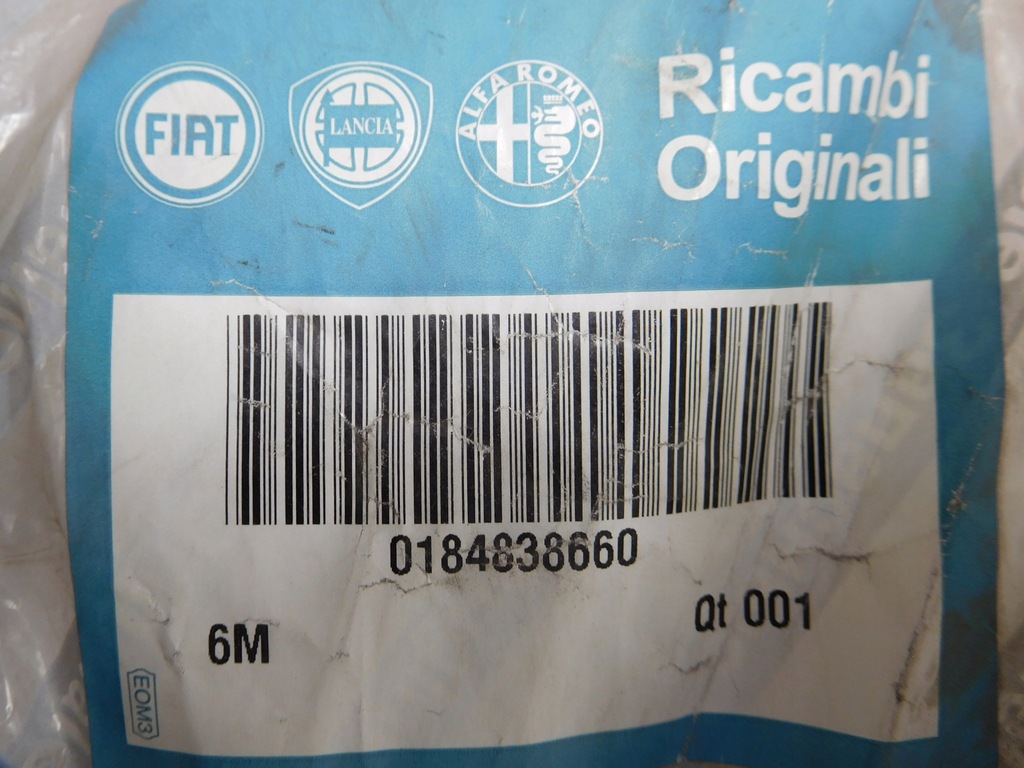 FIAT
LANCIA
ALFA ROMEO
Ricambi
Originali
0184838660
6M
Qt 001
EOM3